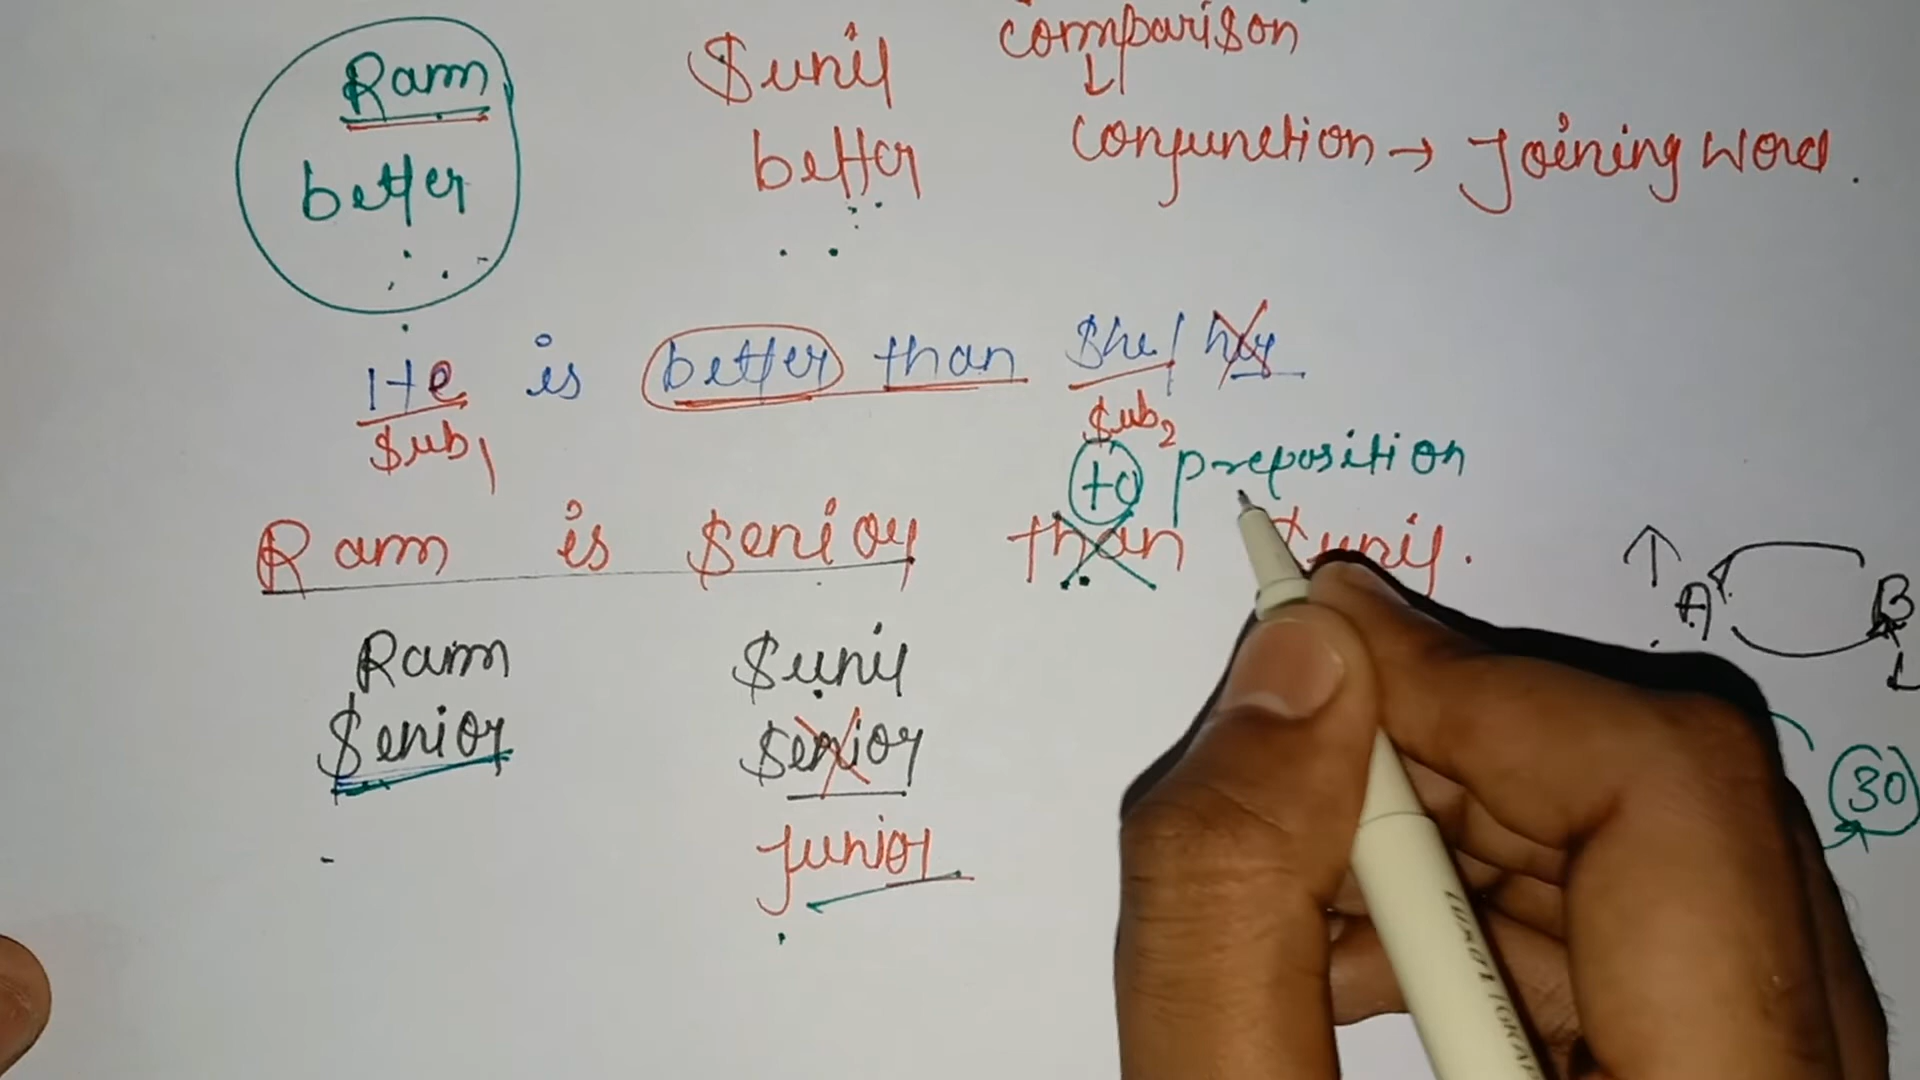 comparison
Ram Sunil
↓
conjunction → Joining word.
better better
He is better than She/ her
Sub1 Sub2
to preposition
Ram is Senior than Sunil.
A B
Ram Sunil
Senior Senior
30
Junior